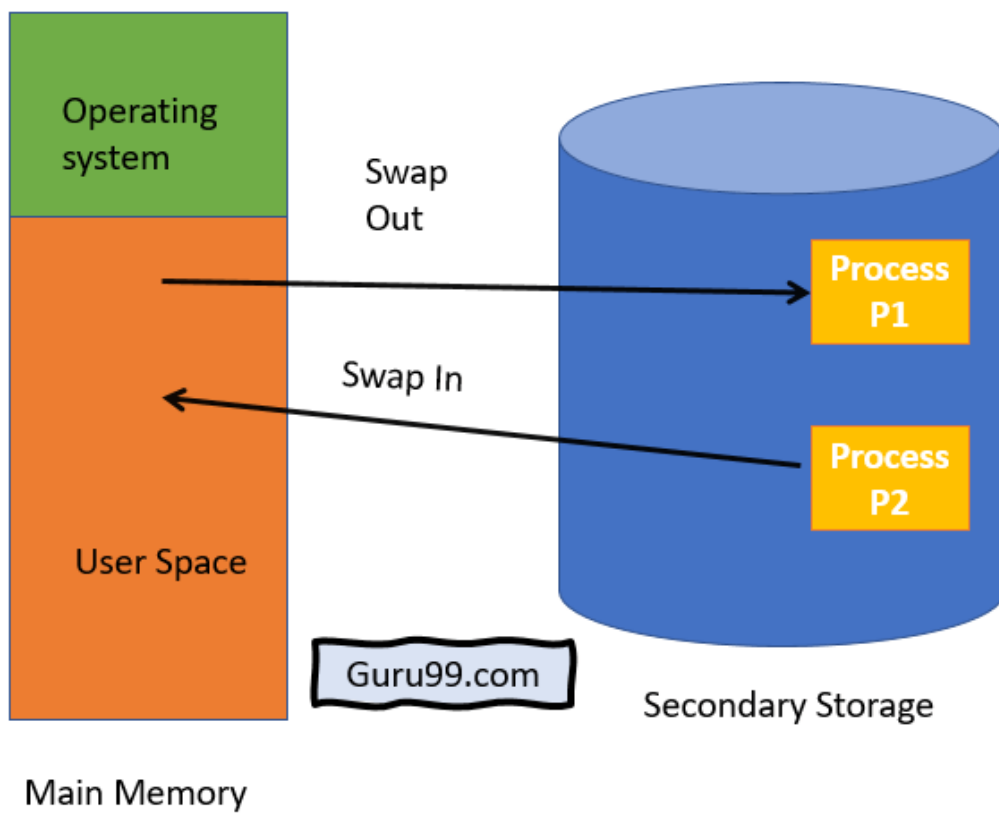 Operating
system
Swap
Out
Process
P1
Swap In
Process
P2
User Space
Guru99.com
Secondary Storage
Main Memory